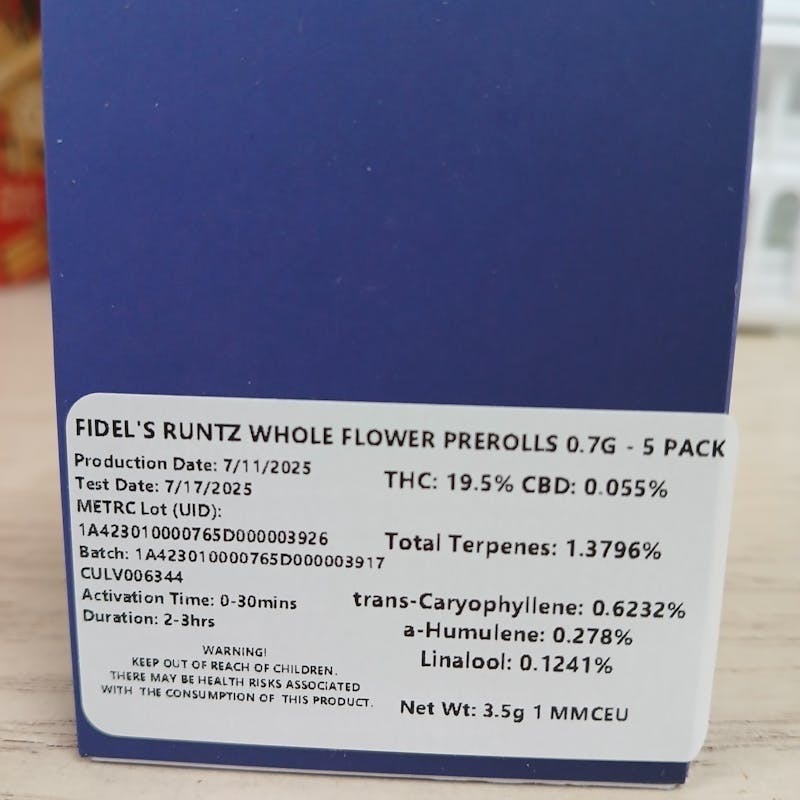 FIDEL'S RUNTZ WHOLE FLOWER PREROLLS 0.7G - 5 PACK
Production Date: 7/11/2025
Test Date: 7/17/2025
METRC Lot (UID):
1A423010000765D000003926
Batch: 1A423010000765D000003917
CULV006344
Activation Time: 0-30mins
Duration: 2-3hrs
WARNING!
KEEP OUT OF REACH OF CHILDREN.
THERE MAY BE HEALTH RISKS ASSOCIATED
WITH THE CONSUMPTION OF THIS PRODUCT.
THC: 19.5% CBD: 0.055%
Total Terpenes: 1.3796%
trans-Caryophyllene: 0.6232%
a-Humulene: 0.278%
Linalool: 0.1241%
Net Wt: 3.5g 1 MMCEU